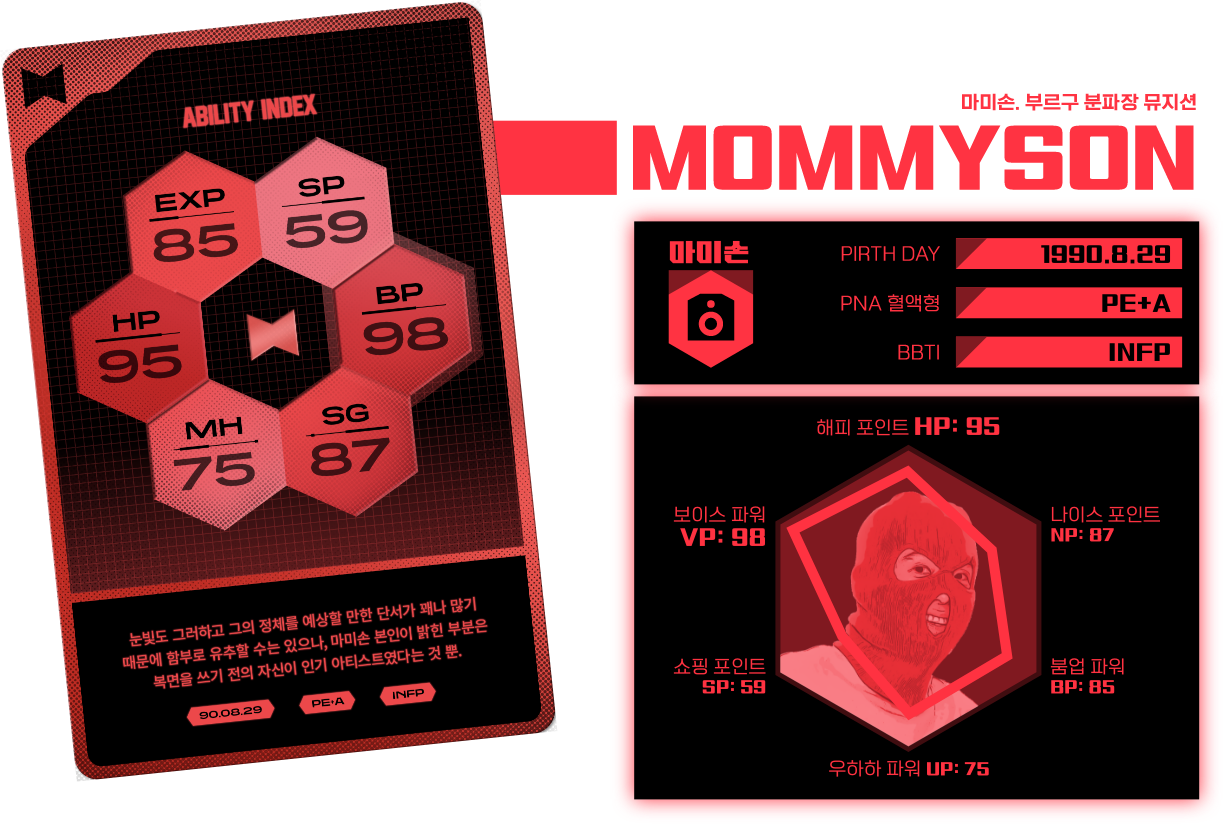 ABILITY INDEX
EXP
85
SP
59
HP
95
BP
98
MH
75
SG
87
눈빛도 그러하고 그의 정체를 예상할 만한 단서가 꽤나 많기
때문에 함부로 유추할 수는 있으나, 마미손 본인이 밝힌 부분은
복면을 쓰기 전의 자신이 인기 아티스트였다는 것 뿐.
90.08.29
PE+A
INFP
마미손. 부르구 분파장 뮤지션
MOMMYSON
마미손
PIRTH DAY
1990.8.29
PNA 혈액형
PE+A
BBTI
INFP
해피 포인트 HP: 95
보이스 파워
VP: 98
나이스 포인트
NP: 87
쇼핑 포인트
SP: 59
붐업 파워
BP: 85
우하하 파워 UP: 75